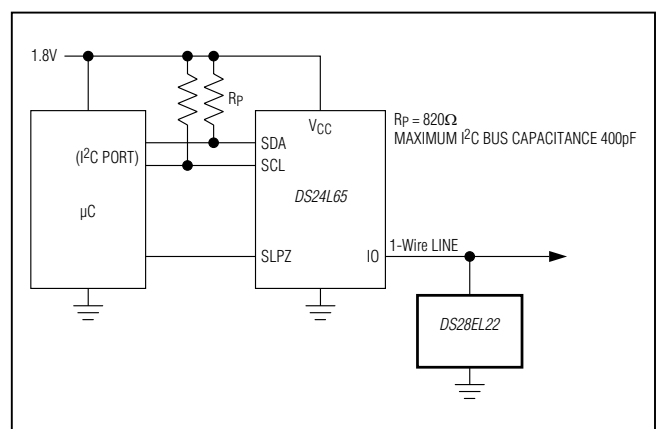 1.8V
RP
VCC
RP = 820Ω
MAXIMUM I2C BUS CAPACITANCE 400pF
(I2C PORT)
SDA
SCL
DS24L65
µC
1-Wire LINE
SLPZ
IO
DS28EL22